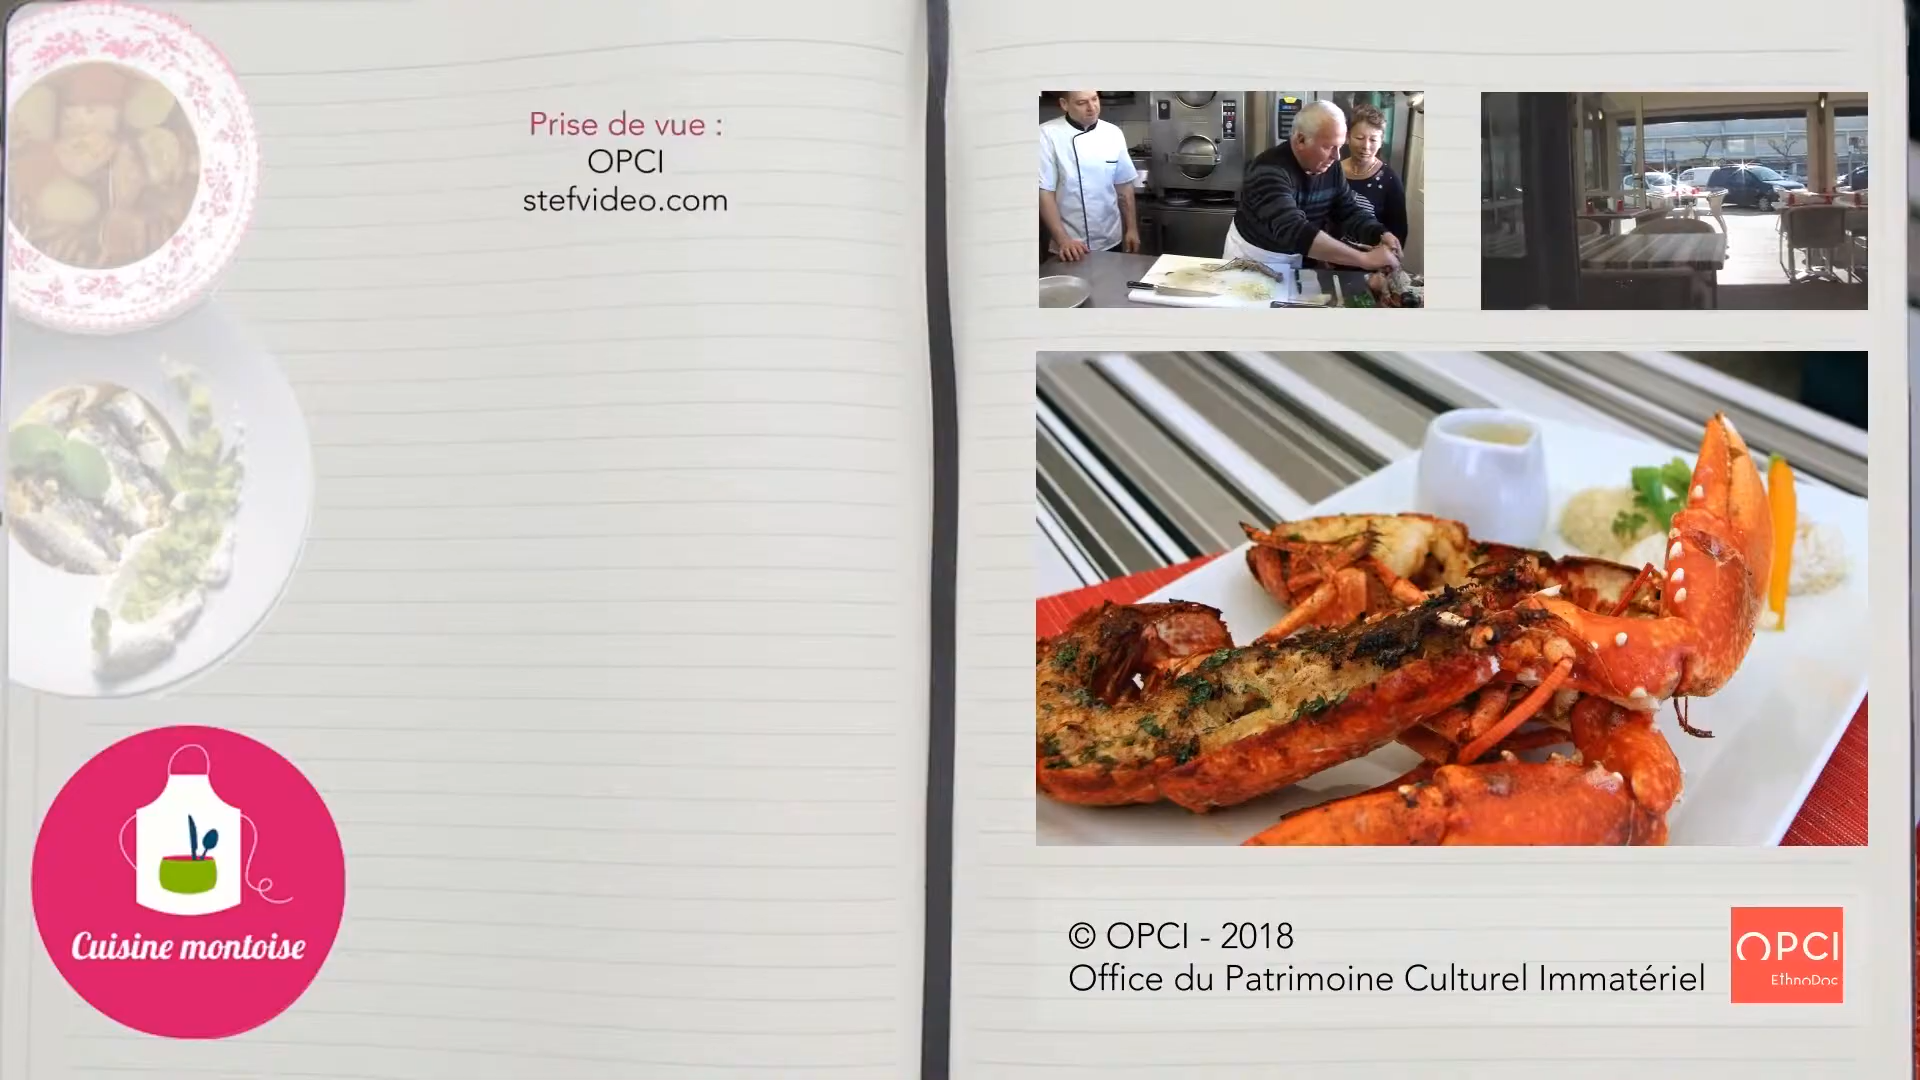 Prise de vue :
OPCI
stefvideo.com
Cuisine montoise
© OPCI - 2018
Office du Patrimoine Culturel Immatériel
OPCI
EthnoDoc